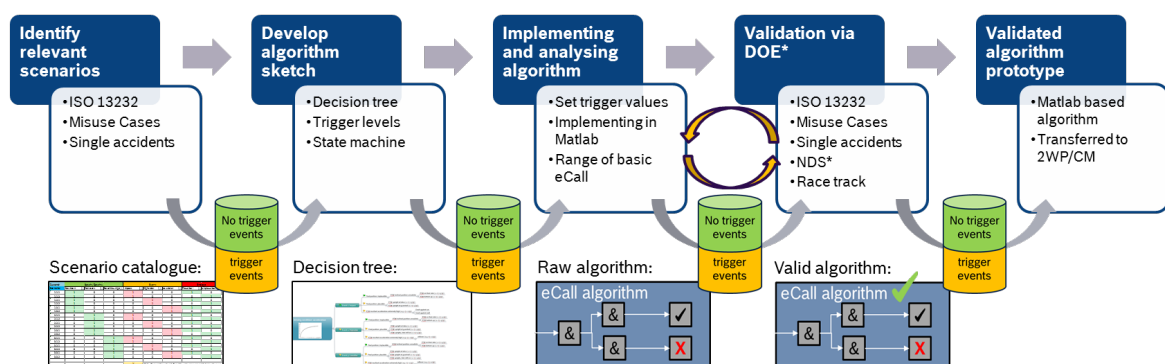 Identify
relevant
scenarios
• ISO 13232
• Misuse Cases
• Single accidents
Develop
algorithm
sketch
• Decision tree
• Trigger levels
• State machine
Implementing
and analysing
algorithm
• Set trigger values
• Implementing in
Matlab
• Range of basic
eCall
Validation via
DOE*
• ISO 13232
• Misuse Cases
• Single accidents
• NDS*
• Race track
Validated
algorithm
prototype
• Matlab based
algorithm
• Transferred to
2WP/CM
No trigger
events
trigger
events
No trigger
events
trigger
events
No trigger
events
trigger
events
No trigger
events
trigger
events
Scenario catalogue:
Decision tree:
Raw algorithm:
eCall algorithm
&
&
&
X
Valid algorithm:
eCall algorithm
&
&
&
X